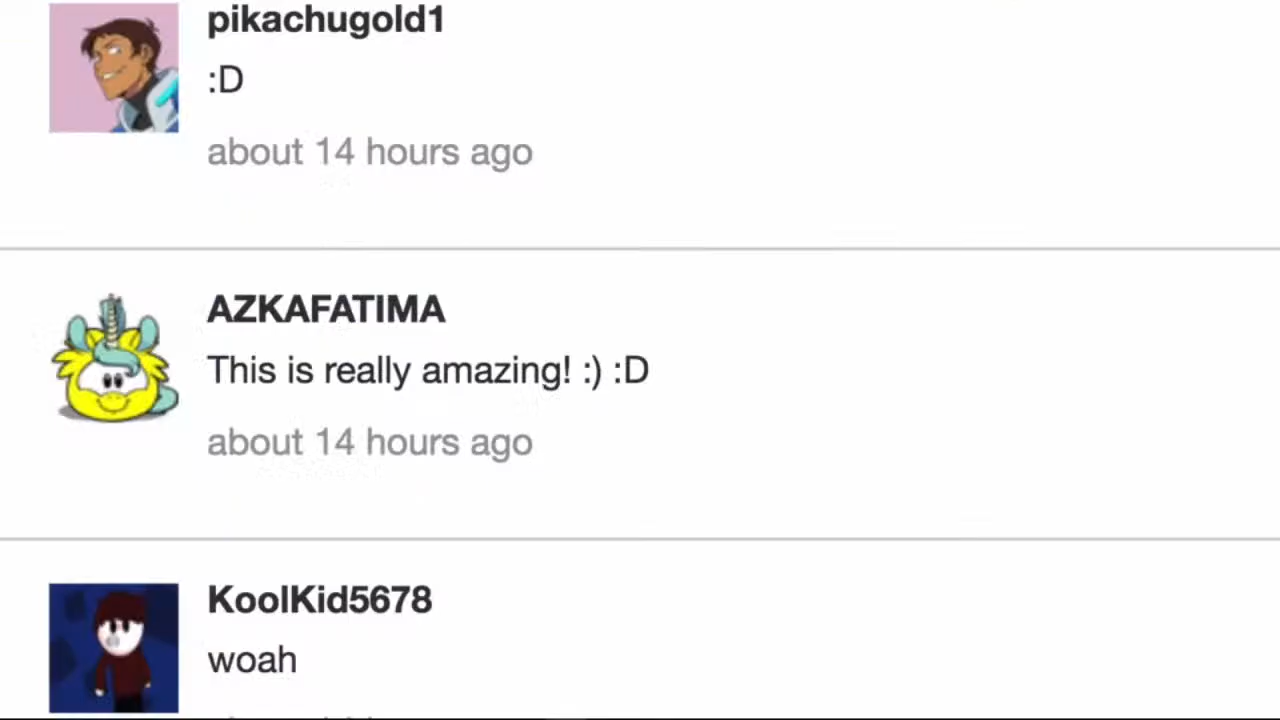 pikachugold1
:D
about 14 hours ago
AZKAFATIMA
This is really amazing! :) :D
about 14 hours ago
KoolKid5678
woah